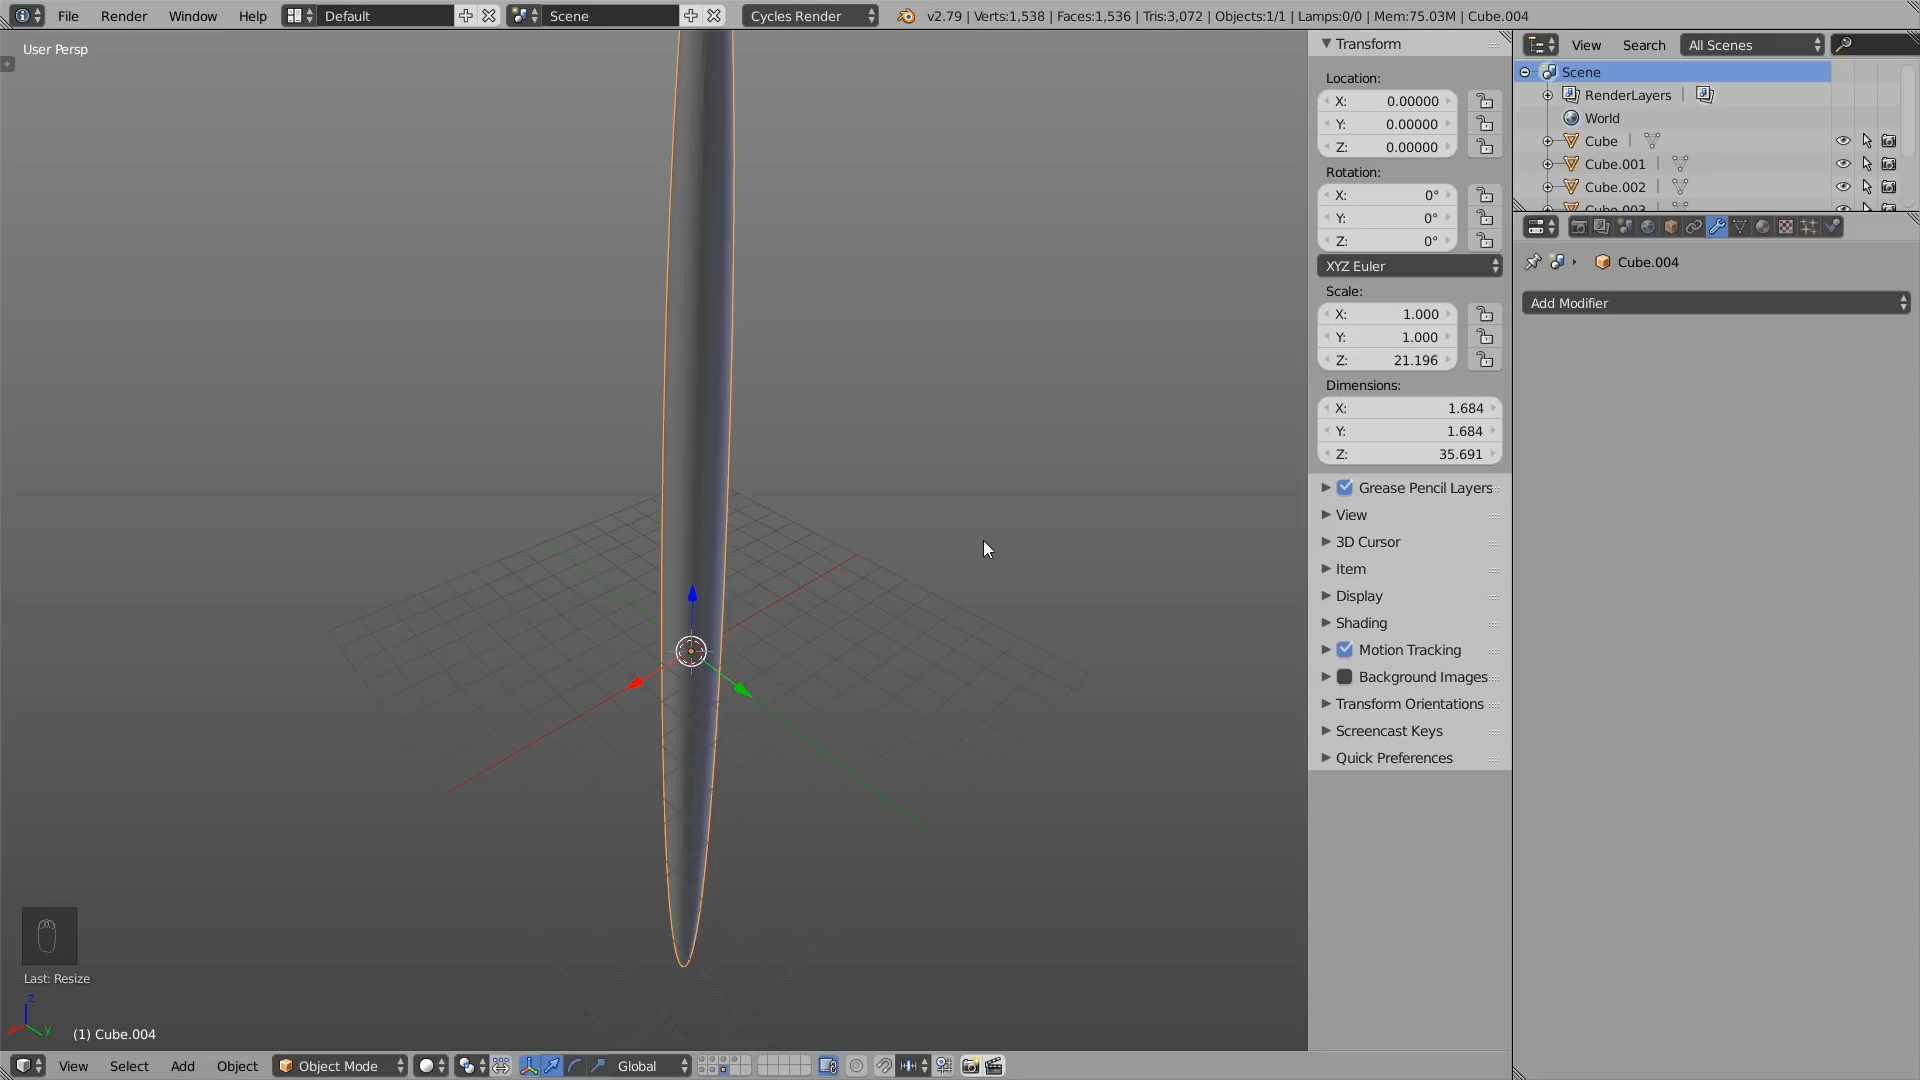 File Render Window Help Default Scene Cycles Render v2.79 | Verts:1,538 | Faces:1,536 | Tris:3,072 | Objects:1/1 | Lamps:0/0 | Mem:75.03M | Cube.004
User Persp
Transform
Location:
X: 0.00000
Y: 0.00000
Z: 0.00000
Rotation:
X: 0°
Y: 0°
Z: 0°
XYZ Euler
Scale:
X: 1.000
Y: 1.000
Z: 21.196
Dimensions:
X: 1.684
Y: 1.684
Z: 35.691
Grease Pencil Layers
View
3D Cursor
Item
Display
Shading
Motion Tracking
Background Images
Transform Orientations
Screencast Keys
Quick Preferences
View Search All Scenes
Scene
RenderLayers
World
Cube
Cube.001
Cube.002
Cube.003
Cube.004
Add Modifier
Last: Resize
z
y
(1) Cube.004
View Select Add Object Object Mode Global